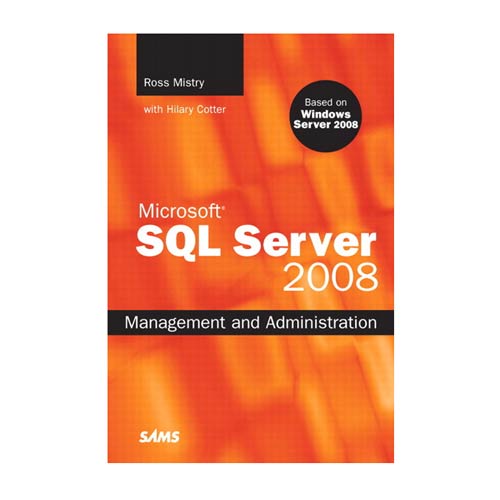 Ross Mistry
with Hilary Cotter
Based on
Windows
Server 2008
Microsoft®
SQL Server
2008
Management and Administration
SAMS